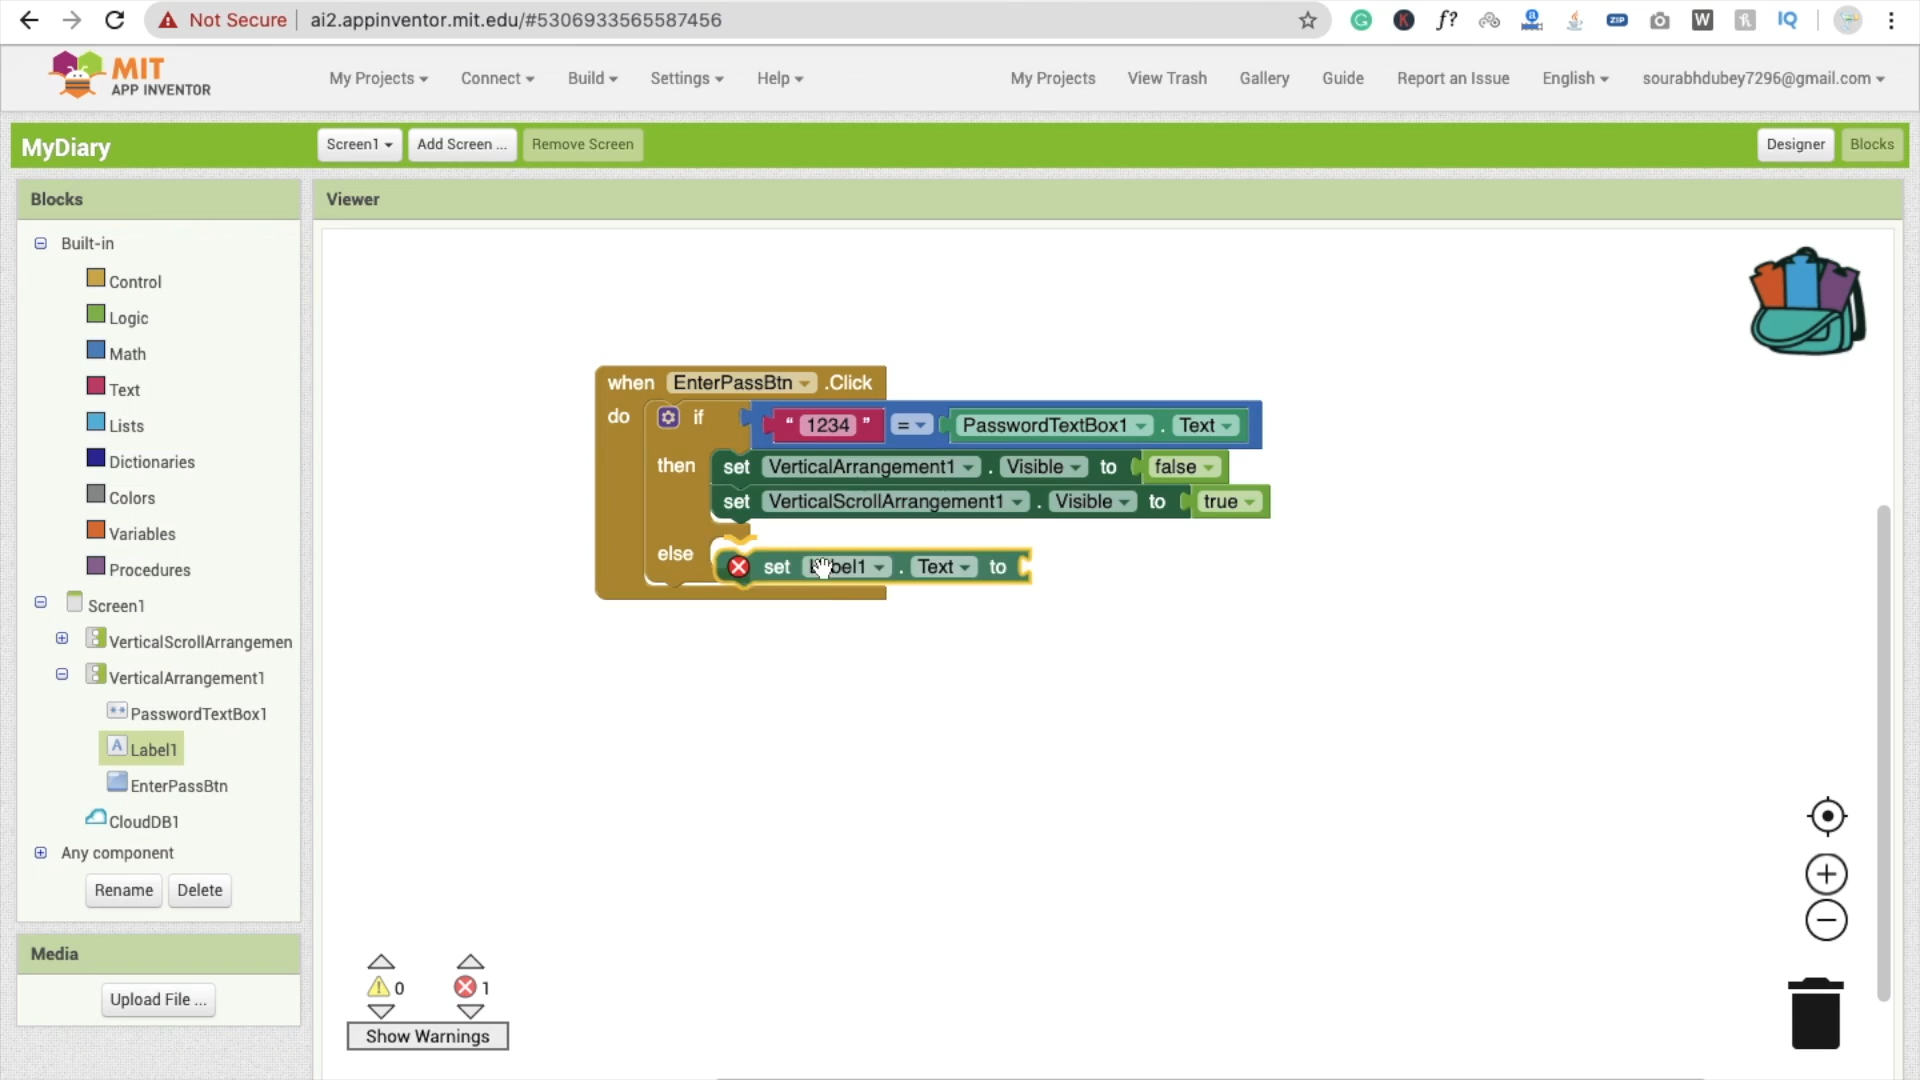 Not Secure ai2.appinventor.mit.edu/#5306933565587456
MIT
APP INVENTOR
My Projects Connect Build Settings Help My Projects View Trash Gallery Guide Report an Issue English sourabhdubey7296@gmail.com
MyDiary Screen1 Add Screen ... Remove Screen Designer Blocks
Blocks
Viewer
Built-in
Control
Logic
Math
Text
Lists
Dictionaries
Colors
Variables
Procedures
Screen1
VerticalScrollArrangemen
VerticalArrangement1
PasswordTextBox1
Label1
EnterPassBtn
CloudDB1
Any component
Rename Delete
Media
Upload File ...
when EnterPassBtn .Click
do if " 1234 " = PasswordTextBox1 . Text
then set VerticalArrangement1 . Visible to false
set VerticalScrollArrangement1 . Visible to true
else set Label1 . Text to
0 1
Show Warnings
f? ZIP W IQ